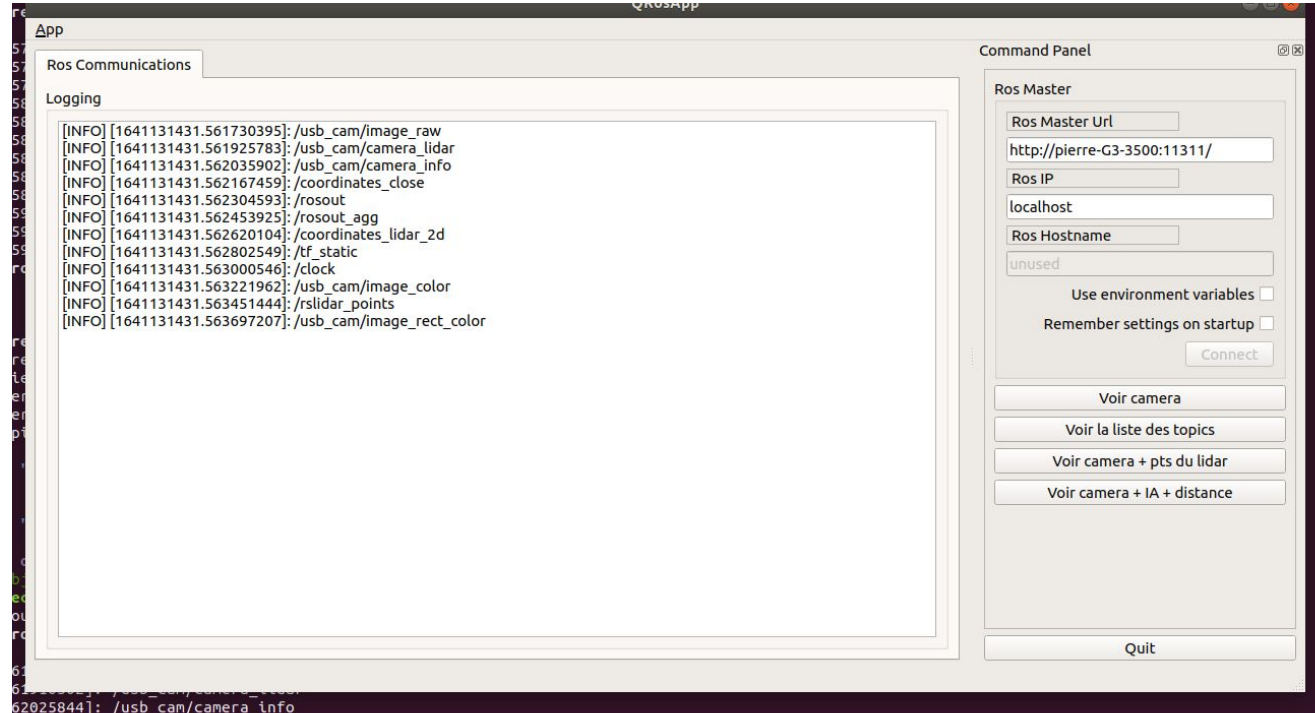 QRosApp
App
Ros Communications
Logging
[INFO] [1641131431.561730395]: /usb_cam/image_raw
[INFO] [1641131431.561925783]: /usb_cam/camera_lidar
[INFO] [1641131431.562035902]: /usb_cam/camera_info
[INFO] [1641131431.562167459]: /coordinates_close
[INFO] [1641131431.562304593]: /rosout
[INFO] [1641131431.562453925]: /rosout_agg
[INFO] [1641131431.562620104]: /coordinates_lidar_2d
[INFO] [1641131431.562802549]: /tf_static
[INFO] [1641131431.563000546]: /clock
[INFO] [1641131431.563221962]: /usb_cam/image_color
[INFO] [1641131431.563451444]: /rslidar_points
[INFO] [1641131431.563697207]: /usb_cam/image_rect_color
Command Panel
Ros Master
Ros Master Url
http://pierre-G3-3500:11311/
Ros IP
localhost
Ros Hostname
unused
Use environment variables
Remember settings on startup
Connect
Voir camera
Voir la liste des topics
Voir camera + pts du lidar
Voir camera + IA + distance
Quit
62025844]: /usb_cam/camera_info